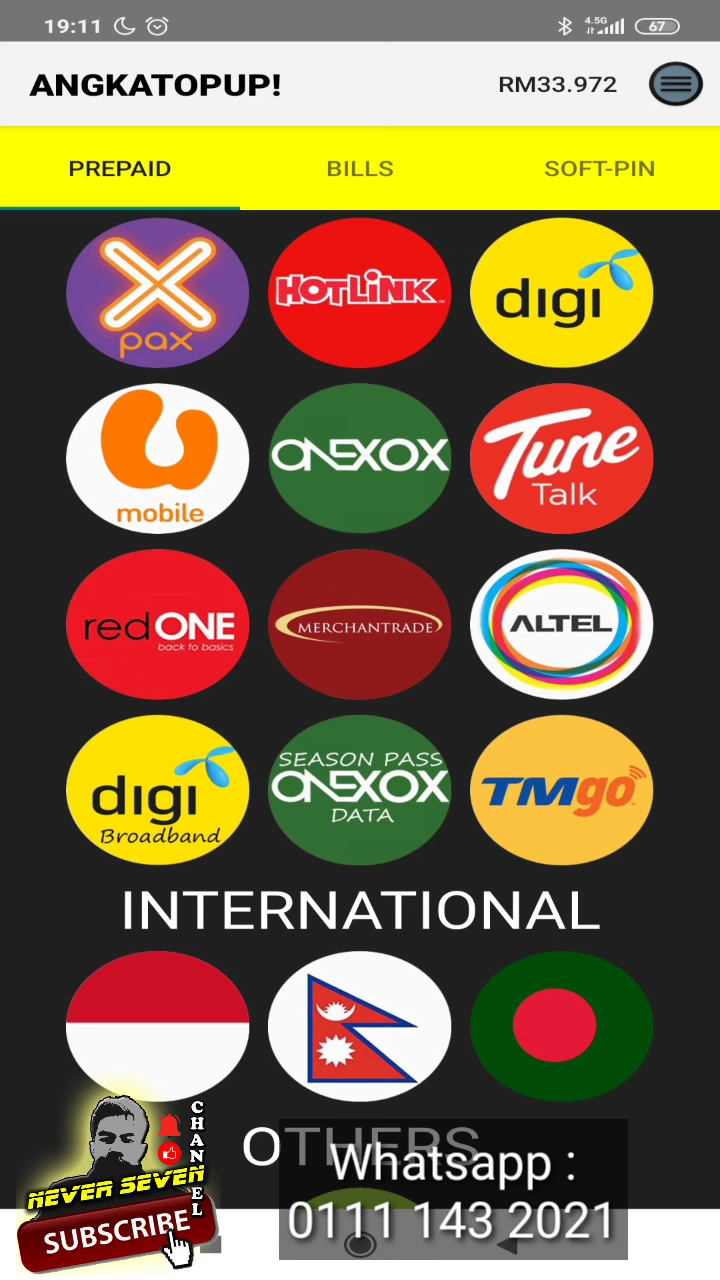 19:11
4.5G
67
ANGKATOPUP!
RM33.972
PREPAID
BILLS
SOFT-PIN
X
pax
HOTLINK
digi
u
mobile
ONEXOX
Tune
Talk
redONE
back to basics
MERCHANTRADE
ALTEL
digi
Broadband
SEASON PASS
ONEXOX
DATA
TMgo
INTERNATIONAL
OTHERS
Whatsapp :
0111 143 2021
CHANNEL
NEVER SEVEN
SUBSCRIBE